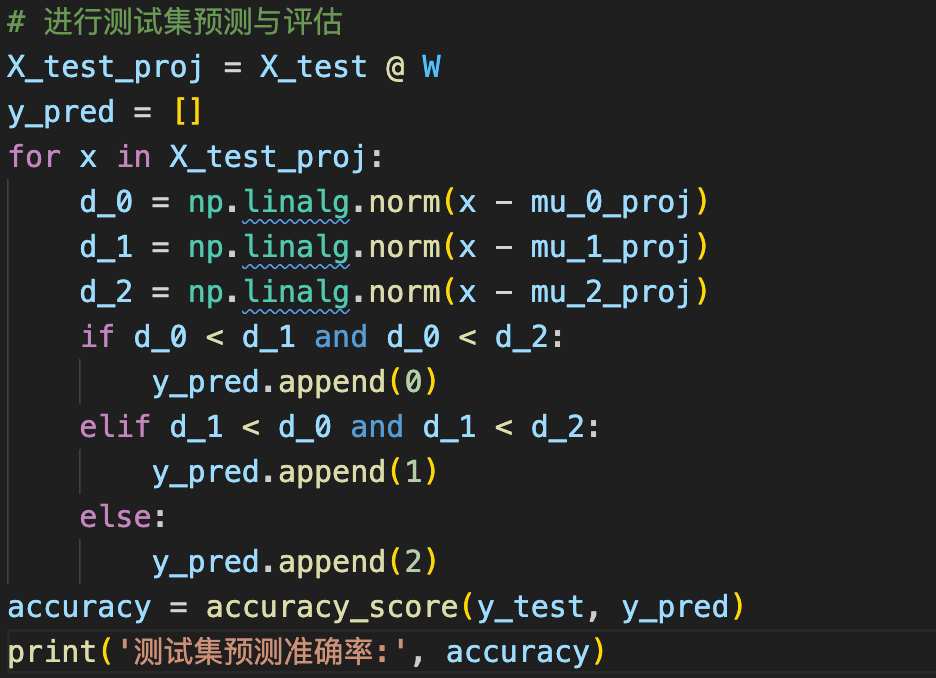 # 进行测试集预测与评估
X_test_proj = X_test @ W
y_pred = []
for x in X_test_proj:
    d_0 = np.linalg.norm(x - mu_0_proj)
    d_1 = np.linalg.norm(x - mu_1_proj)
    d_2 = np.linalg.norm(x - mu_2_proj)
    if d_0 < d_1 and d_0 < d_2:
        y_pred.append(0)
    elif d_1 < d_0 and d_1 < d_2:
        y_pred.append(1)
    else:
        y_pred.append(2)
accuracy = accuracy_score(y_test, y_pred)
print('测试集预测准确率:', accuracy)